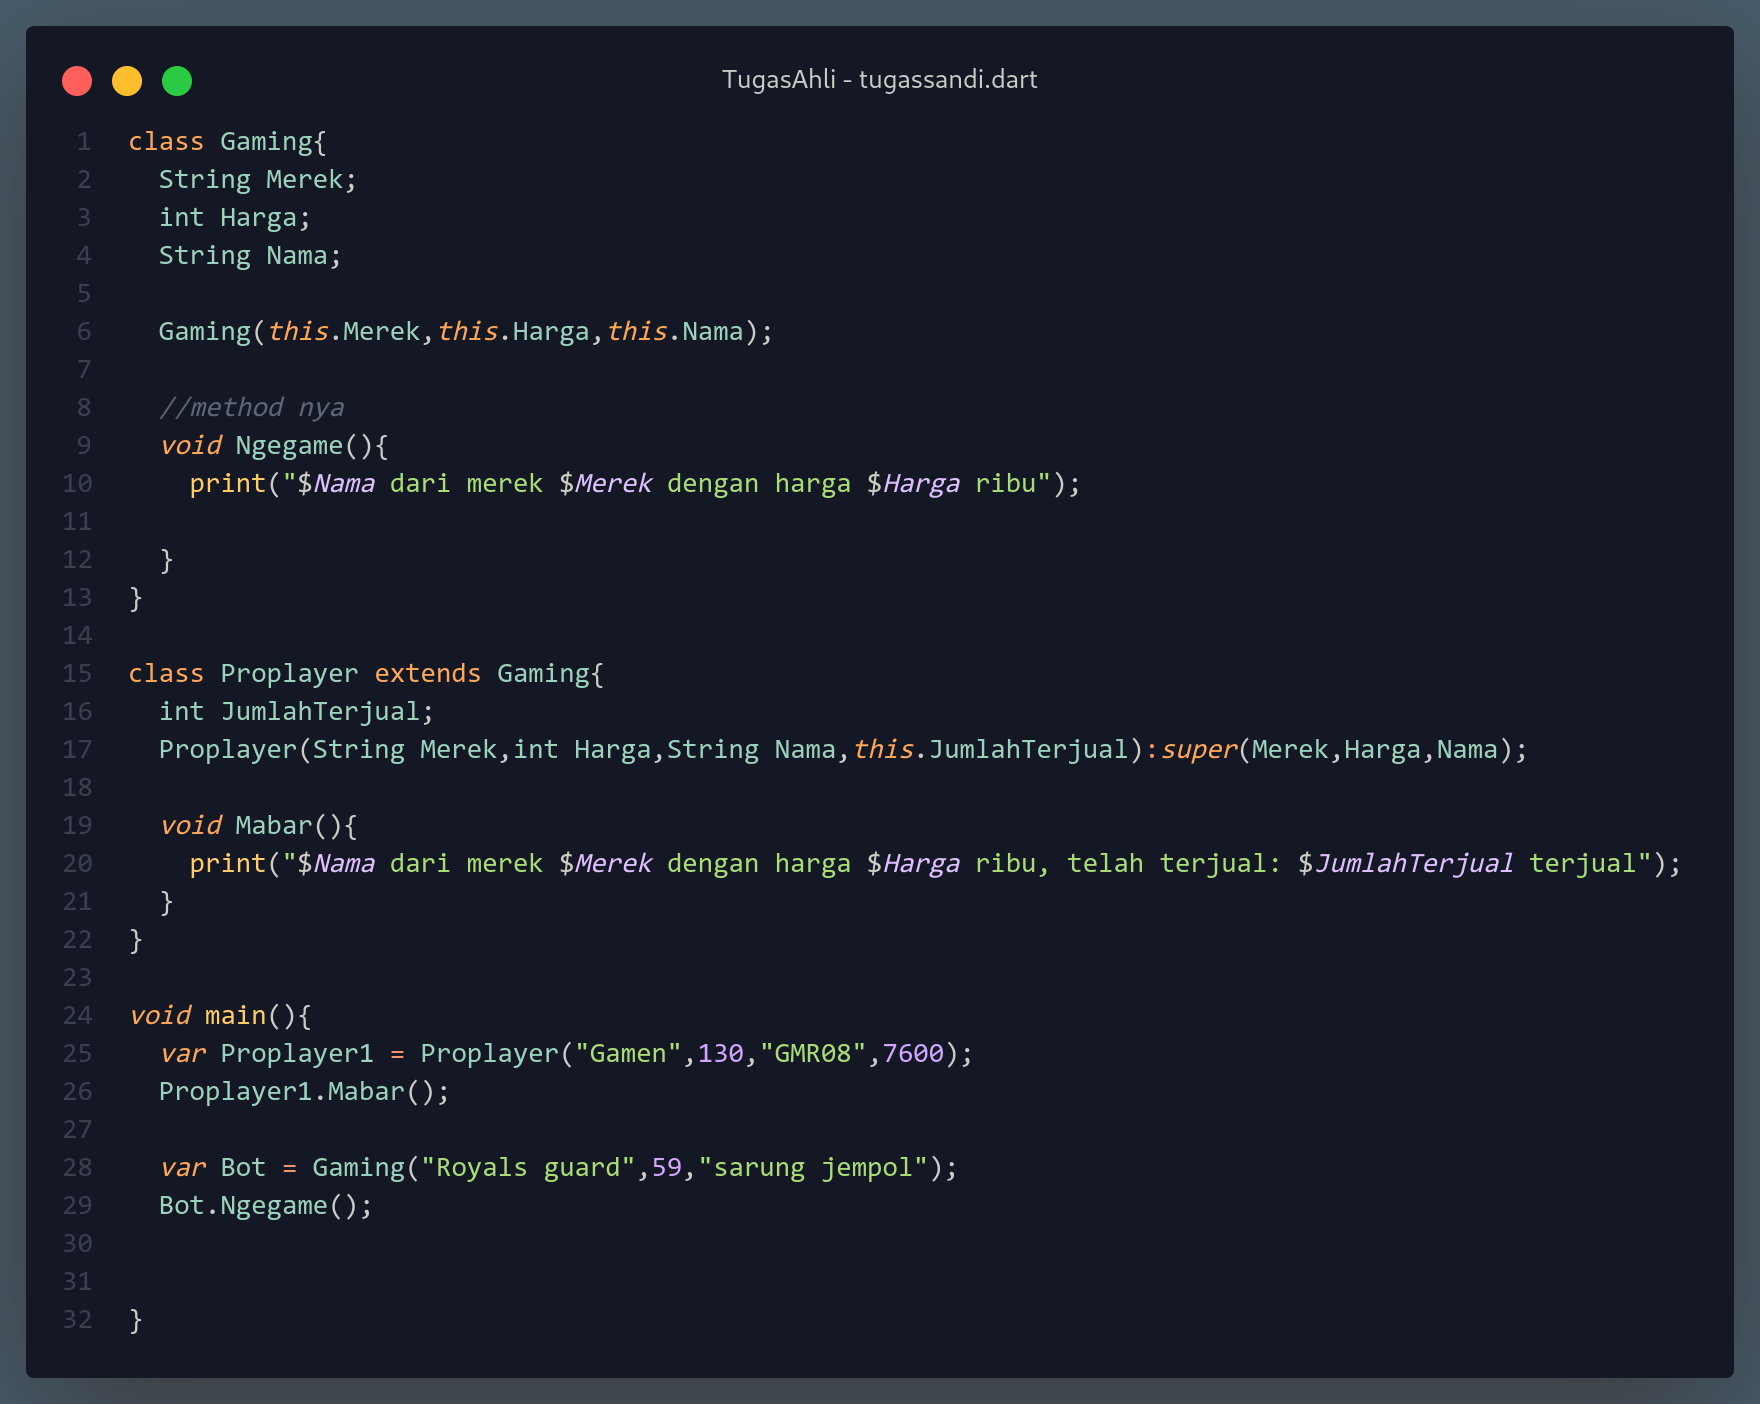 TugasAhli - tugassandi.dart
1 class Gaming{
2   String Merek;
3   int Harga;
4   String Nama;
5
6   Gaming(this.Merek,this.Harga,this.Nama);
7
8   //method nya
9   void Ngegame(){
10     print("$Nama dari merek $Merek dengan harga $Harga ribu");
11
12   }
13 }
14
15 class Proplayer extends Gaming{
16   int JumlahTerjual;
17   Proplayer(String Merek,int Harga,String Nama,this.JumlahTerjual):super(Merek,Harga,Nama);
18
19   void Mabar(){
20     print("$Nama dari merek $Merek dengan harga $Harga ribu, telah terjual: $JumlahTerjual terjual");
21   }
22 }
23
24 void main(){
25   var Proplayer1 = Proplayer("Gamen",130,"GMR08",7600);
26   Proplayer1.Mabar();
27
28   var Bot = Gaming("Royals guard",59,"sarung jempol");
29   Bot.Ngegame();
30
31
32 }